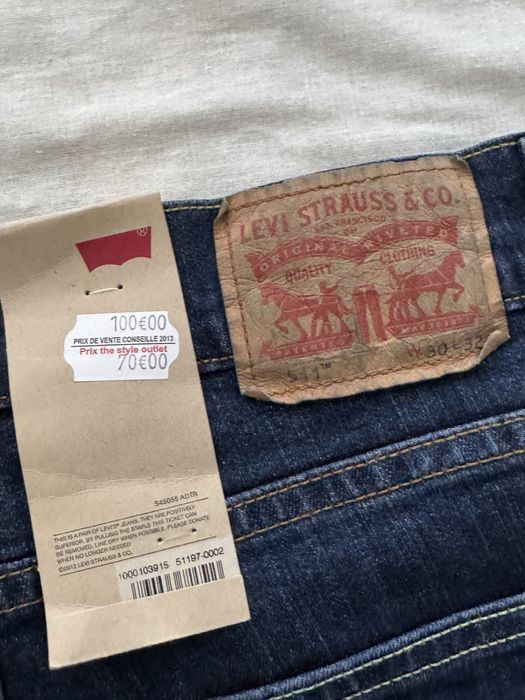 ®
100€00
PRIX DE VENTE CONSEILLE 2013
Prix the style outlet
70€00
S45055 ADTR
THIS IS A PAIR OF LEVI'S® JEANS. THEY ARE POSITIVELY
SUPERIOR. BY PULLING THE STAPLE THIS TICKET CAN
BE REMOVED. LINE DRY WHEN POSSIBLE. PLEASE DONATE
WHEN NO LONGER NEEDED
©2012 LEVI STRAUSS & CO.
1000103915 51197-0002
LEVI STRAUSS & CO.
SAN FRANCISCO
ORIGINAL RIVETED
QUALITY CLOTHING
511™ W 30 L 32